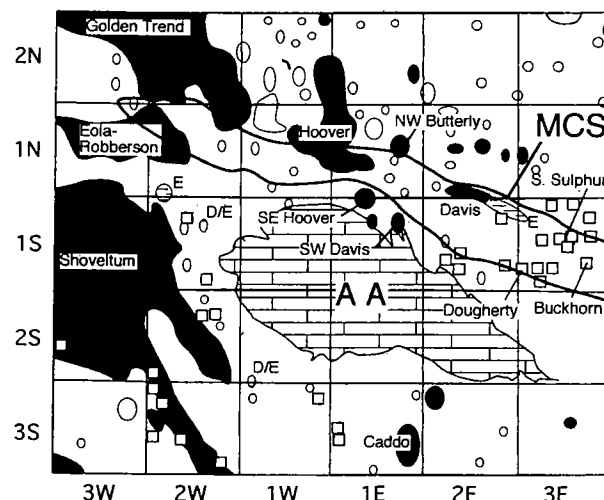 Golden Trend
2N
NW Butterly
MCS
Eola-
Robberson
Hoover
1N
S. Sulphur
E
Davis
D/E
SE Hoover
E
1S
SW Davis
Shoveltum
A A
Dougherty
Buckhorn
2S
D/E
3S
Caddo
3W 2W 1W 1E 2E 3E